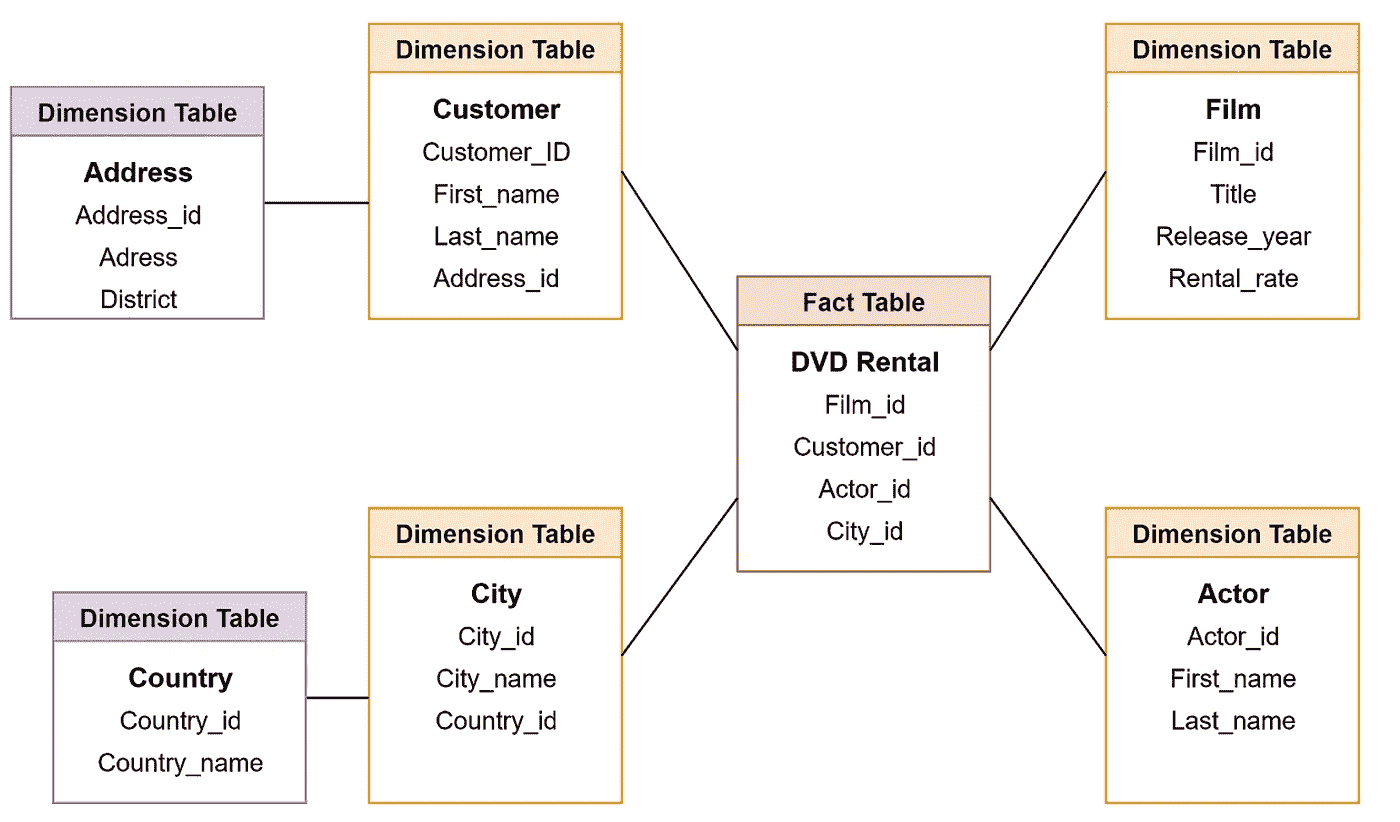 Dimension Table
Address
Address_id
Adress
District
Dimension Table
Customer
Customer_ID
First_name
Last_name
Address_id
Dimension Table
Film
Film_id
Title
Release_year
Rental_rate
Fact Table
DVD Rental
Film_id
Customer_id
Actor_id
City_id
Dimension Table
Country
Country_id
Country_name
Dimension Table
City
City_id
City_name
Country_id
Dimension Table
Actor
Actor_id
First_name
Last_name